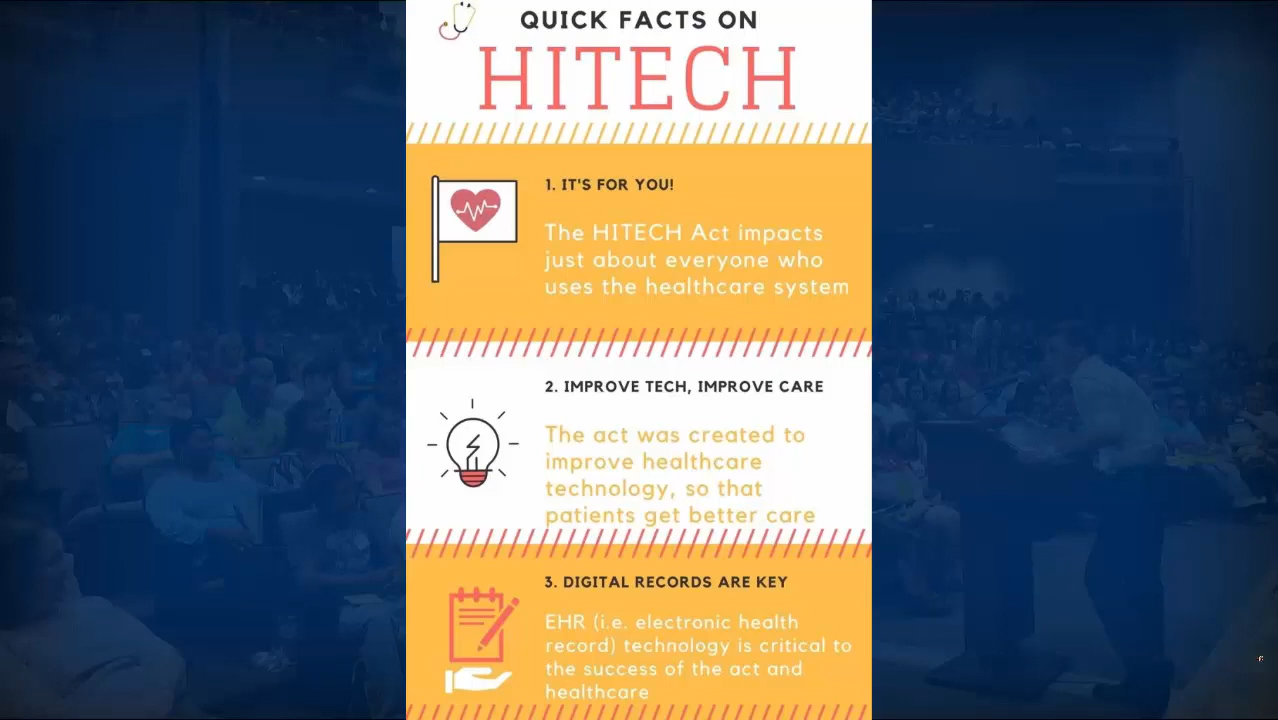 QUICK FACTS ON
HITECH
1. IT'S FOR YOU!
The HITECH Act impacts
just about everyone who
uses the healthcare system
2. IMPROVE TECH, IMPROVE CARE
The act was created to
improve healthcare
technology, so that
patients get better care
3. DIGITAL RECORDS ARE KEY
EHR (i.e. electronic health
record) technology is critical to
the success of the act and
healthcare